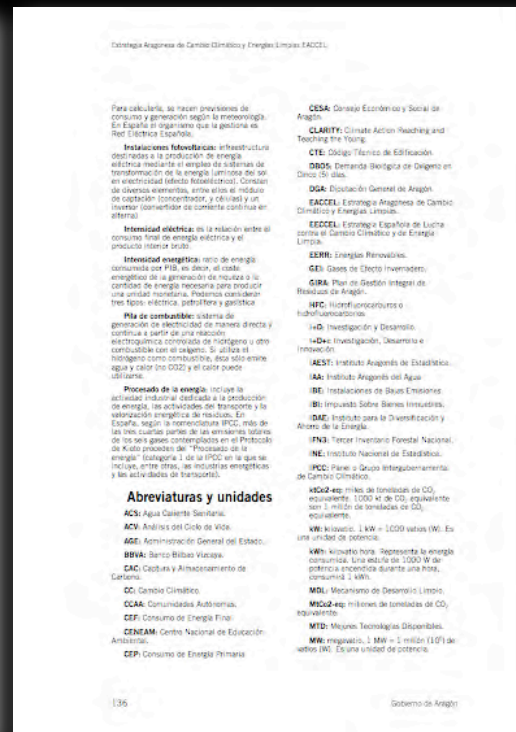 Estrategia Aragonesa de Cambio Climático y Energías Limpias EACCEL
Para calcularla, se hacen previsiones de
consumo y generación según la meteorología.
En España el organismo que la gestiona es
Red Eléctrica Española.
Instalaciones fotovoltaicas: infraestructura
destinadas a la producción de energía
eléctrica mediante el empleo de sistemas de
transformación de la energía luminosa del sol
en electricidad (efecto fotoeléctrico). Constan
de diversos elementos, entre ellos el módulo
de captación (concentrador, y células) y un
inversor (convertidor de corriente continua en
alterna)
Intensidad eléctrica: es la relación entre el
consumo final de energía eléctrica y el
producto interior bruto.
Intensidad energética: ratio de energía
consumida por PIB, es decir, el coste
energético de la generación de riqueza o la
cantidad de energía necesaria para producir
una unidad monetaria. Podemos considerar
tres tipos: eléctrica, petrolífera y gasística
Pila de combustible: sistema de
generación de electricidad de manera directa y
continua a partir de una reacción
electroquímica controlada de hidrógeno u otro
combustible con el oxígeno. Si utiliza el
hidrógeno como combustible, ésta sólo emite
agua y calor (no CO2) y el calor puede
utilizarse.
Procesado de la energía: incluye la
actividad industrial dedicada a la producción
de energía, las actividades del transporte y la
valorización energética de residuos. En
España, según la nomenclatura IPCC, más de
las tres cuartas partes de las emisiones totales
de los seis gases contemplados en el Protocolo
de Kioto proceden del "Procesado de la
energía" (categoría 1 de la IPCC en la que se
incluye, entre otras, las industrias energéticas
y las actividades de transporte).
Abreviaturas y unidades
ACS: Agua Caliente Sanitaria.
ACV: Análisis del Ciclo de Vida.
AGE: Administración General del Estado.
BBVA: Banco Bilbao Vizcaya.
CAC: Captura y Almacenamiento de
Carbono.
CC: Cambio Climático.
CCAA: Comunidades Autónomas.
CEF: Consumo de Energía Final
CENEAM: Centro Nacional de Educación
Ambiental.
CEP: Consumo de Energía Primaria
CESA: Consejo Económico y Social de
Aragón.
CLARITY: Climate Action Reaching and
Teaching the Young.
CTE: Código Técnico de Edificación.
DBO5: Demanda Biológica de Oxígeno en
Cinco (5) días.
DGA: Diputación General de Aragón.
EACCEL: Estrategia Aragonesa de Cambio
Climático y Energías Limpias.
EECCEL: Estrategia Española de Lucha
contra el Cambio Climático y de Energía
Limpia.
EERR: Energías Renovables.
GEI: Gases de Efecto Invernadero.
GIRA: Plan de Gestión Integral de
Residuos de Aragón.
HFC: Hidrofluorocarburos o
hidrofluorocarbonos
I+D: Investigación y Desarrollo.
I+D+i: Investigación, Desarrollo e
Innovación.
IAEST: Instituto Aragonés de Estadística.
IAA: Instituto Aragonés del Agua
IBE: Instalaciones de Bajas Emisiones.
IBI: Impuesto Sobre Bienes Inmuebles.
IDAE: Instituto para la Diversificación y
Ahorro de la Energía.
IFN3: Tercer Inventario Forestal Nacional.
INE: Instituto Nacional de Estadística.
IPCC: Panel o Grupo Intergubernamental
de Cambio Climático.
ktCo2-eq: miles de toneladas de CO2
equivalente. 1000 kt de CO2 equivalente
son 1 millón de toneladas de CO2
equivalente.
kW: kilovatio. 1 kW = 1000 vatios (W). Es
una unidad de potencia.
kWh: kilovatio hora. Representa la energía
consumida. Una estufa de 1000 W de
potencia encendida durante una hora,
consumirá 1 kWh.
MDL: Mecanismo de Desarrollo Limpio.
MtCo2-eq: millones de toneladas de CO2
equivalente.
MTD: Mejores Tecnologías Disponibles.
MW: megavatio, 1 MW = 1 millón (10⁶) de
vatios (W). Es una unidad de potencia.
136
Gobierno de Aragón